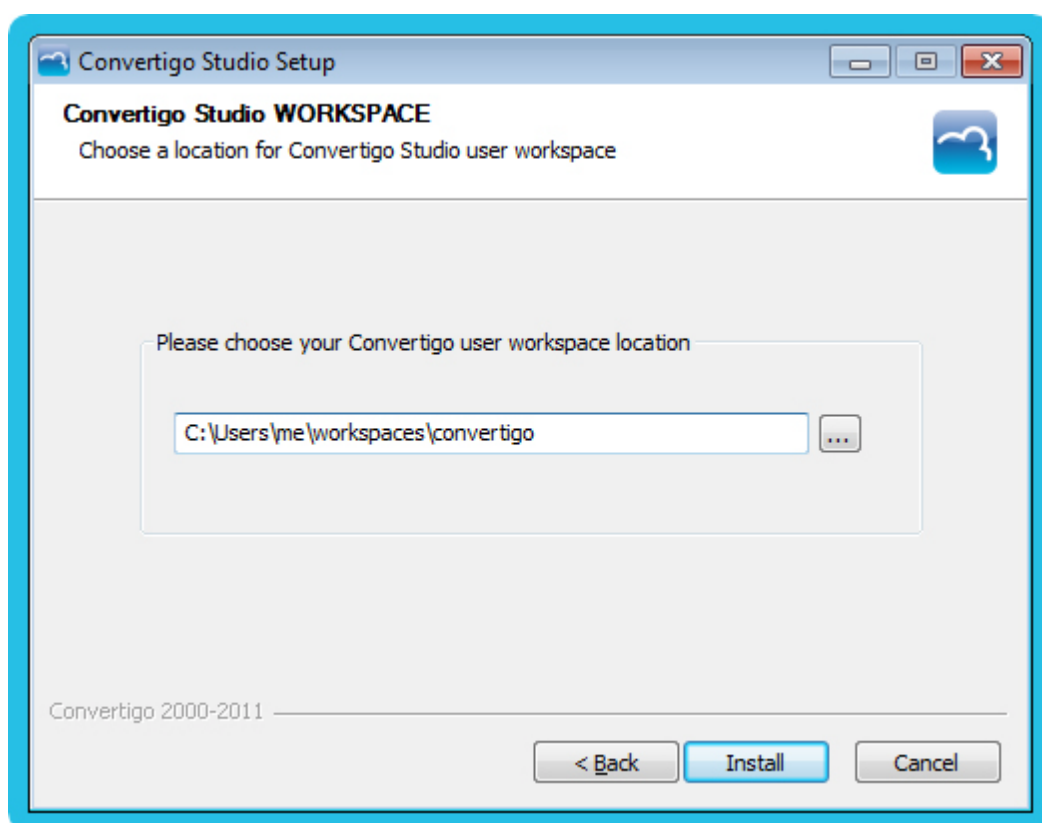 Convertigo Studio Setup
Convertigo Studio WORKSPACE
Choose a location for Convertigo Studio user workspace
Please choose your Convertigo user workspace location
C:\Users\me\workspaces\convertigo
...
Convertigo 2000-2011
< Back
Install
Cancel